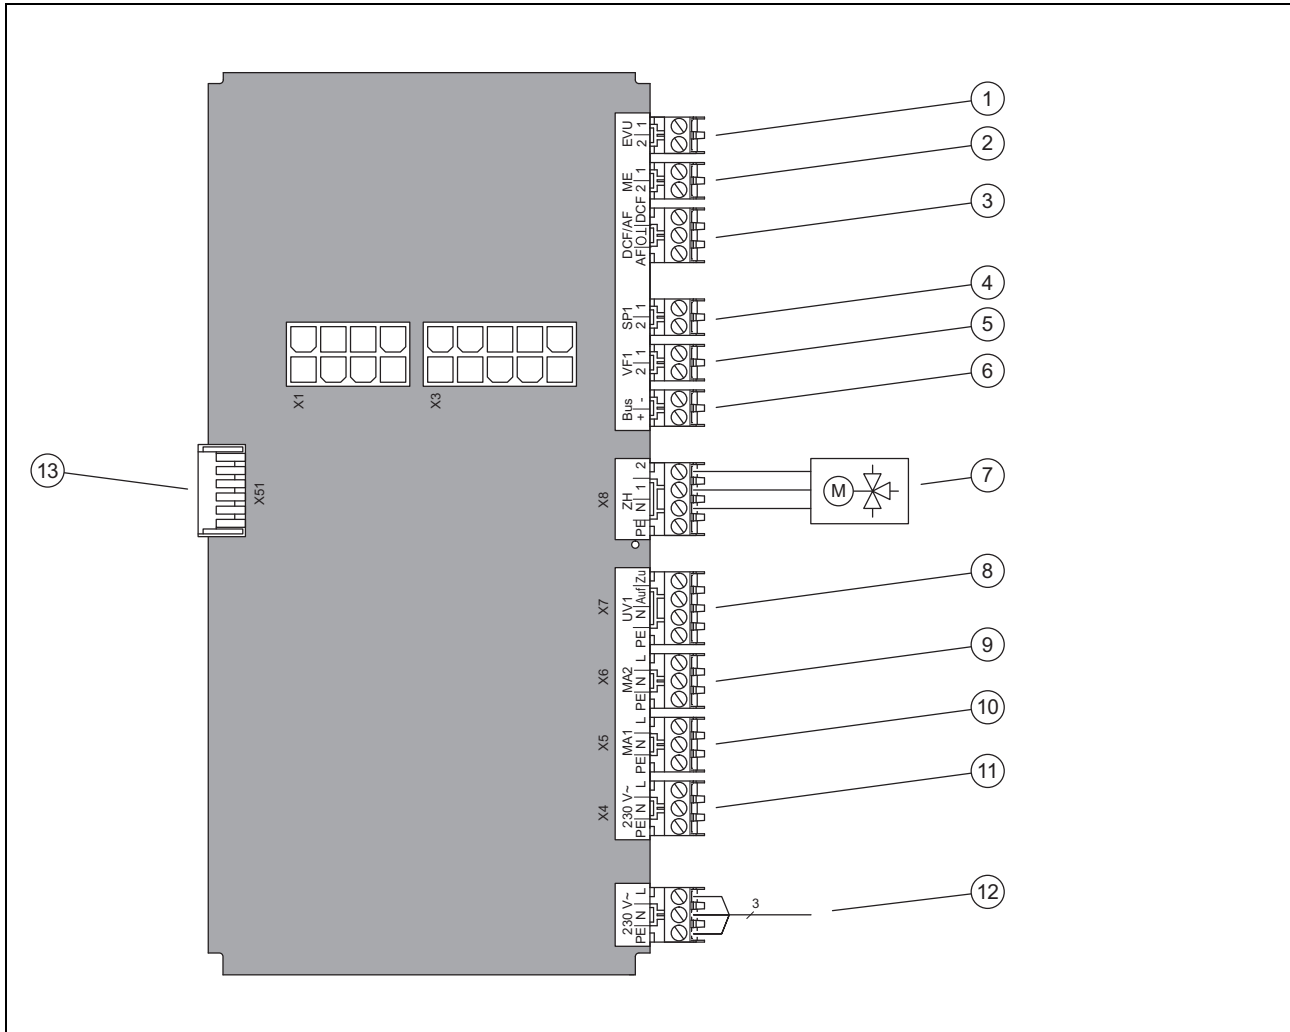 EVU
2 | 1
1
ME
2 | 1
2
DCF/AF
AF|O|⊥|DCF
3
SP1
2 | 1
4
VF1
2 | 1
5
Bus
+ | -
6
X1
X3
13
X51
X8
ZH
PE | N | 1 | 2
M
7
X7
UV1
PE | N |Auf|Zu
8
X6
MA2
PE | N | L
9
X5
MA1
PE | N | L
10
X4
230 V~
PE | N | L
11
230 V~
PE | N | L
3
12